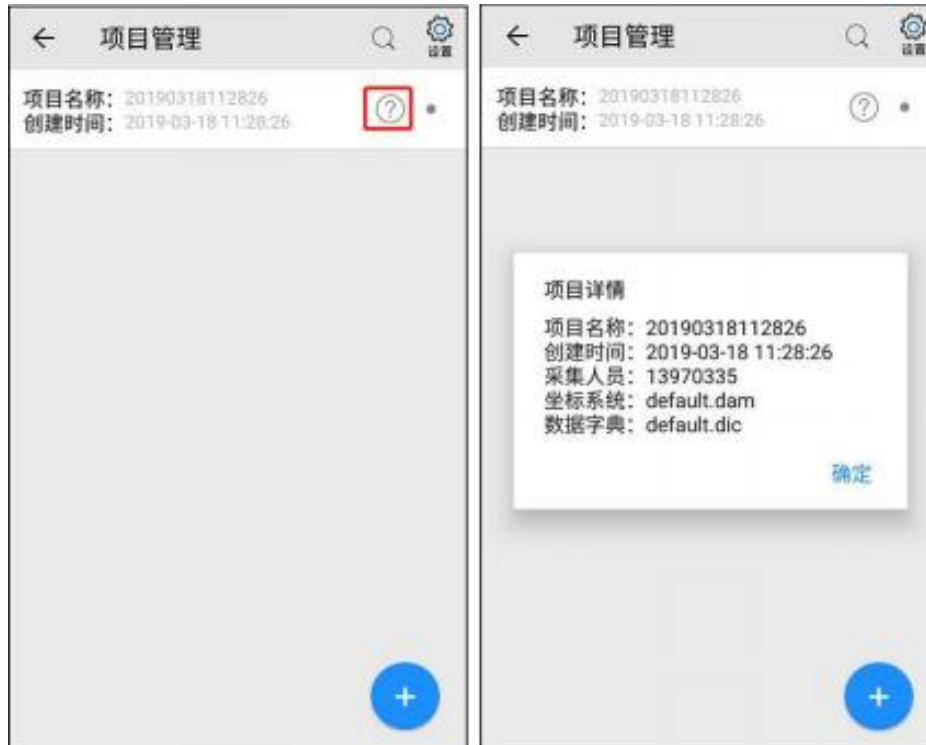 项目管理
设置
项目名称：20190318112826
创建时间：2019-03-18 11:28:26
项目管理
设置
项目名称：20190318112826
创建时间：2019-03-18 11:28:26
项目详情
项目名称：20190318112826
创建时间：2019-03-18 11:28:26
采集人员：13970335
坐标系统：default.dam
数据字典：default.dic
确定